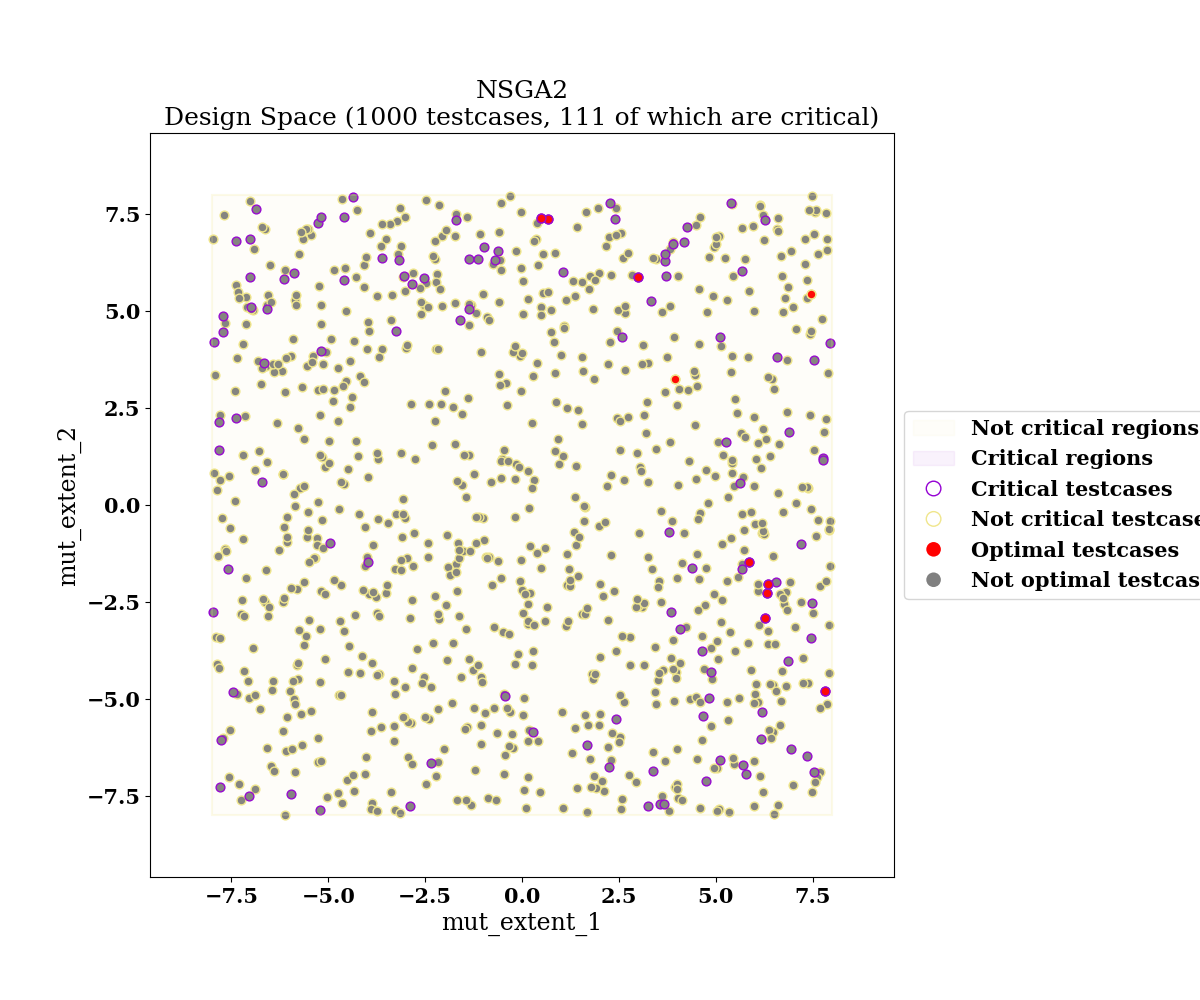 NSGA2
Design Space (1000 testcases, 111 of which are critical)
mut_extent_2
7.5
5.0
2.5
0.0
−2.5
−5.0
−7.5
−7.5 −5.0 −2.5 0.0 2.5 5.0 7.5
mut_extent_1
Not critical regions
Critical regions
Critical testcases
Not critical testcase
Optimal testcases
Not optimal testcas